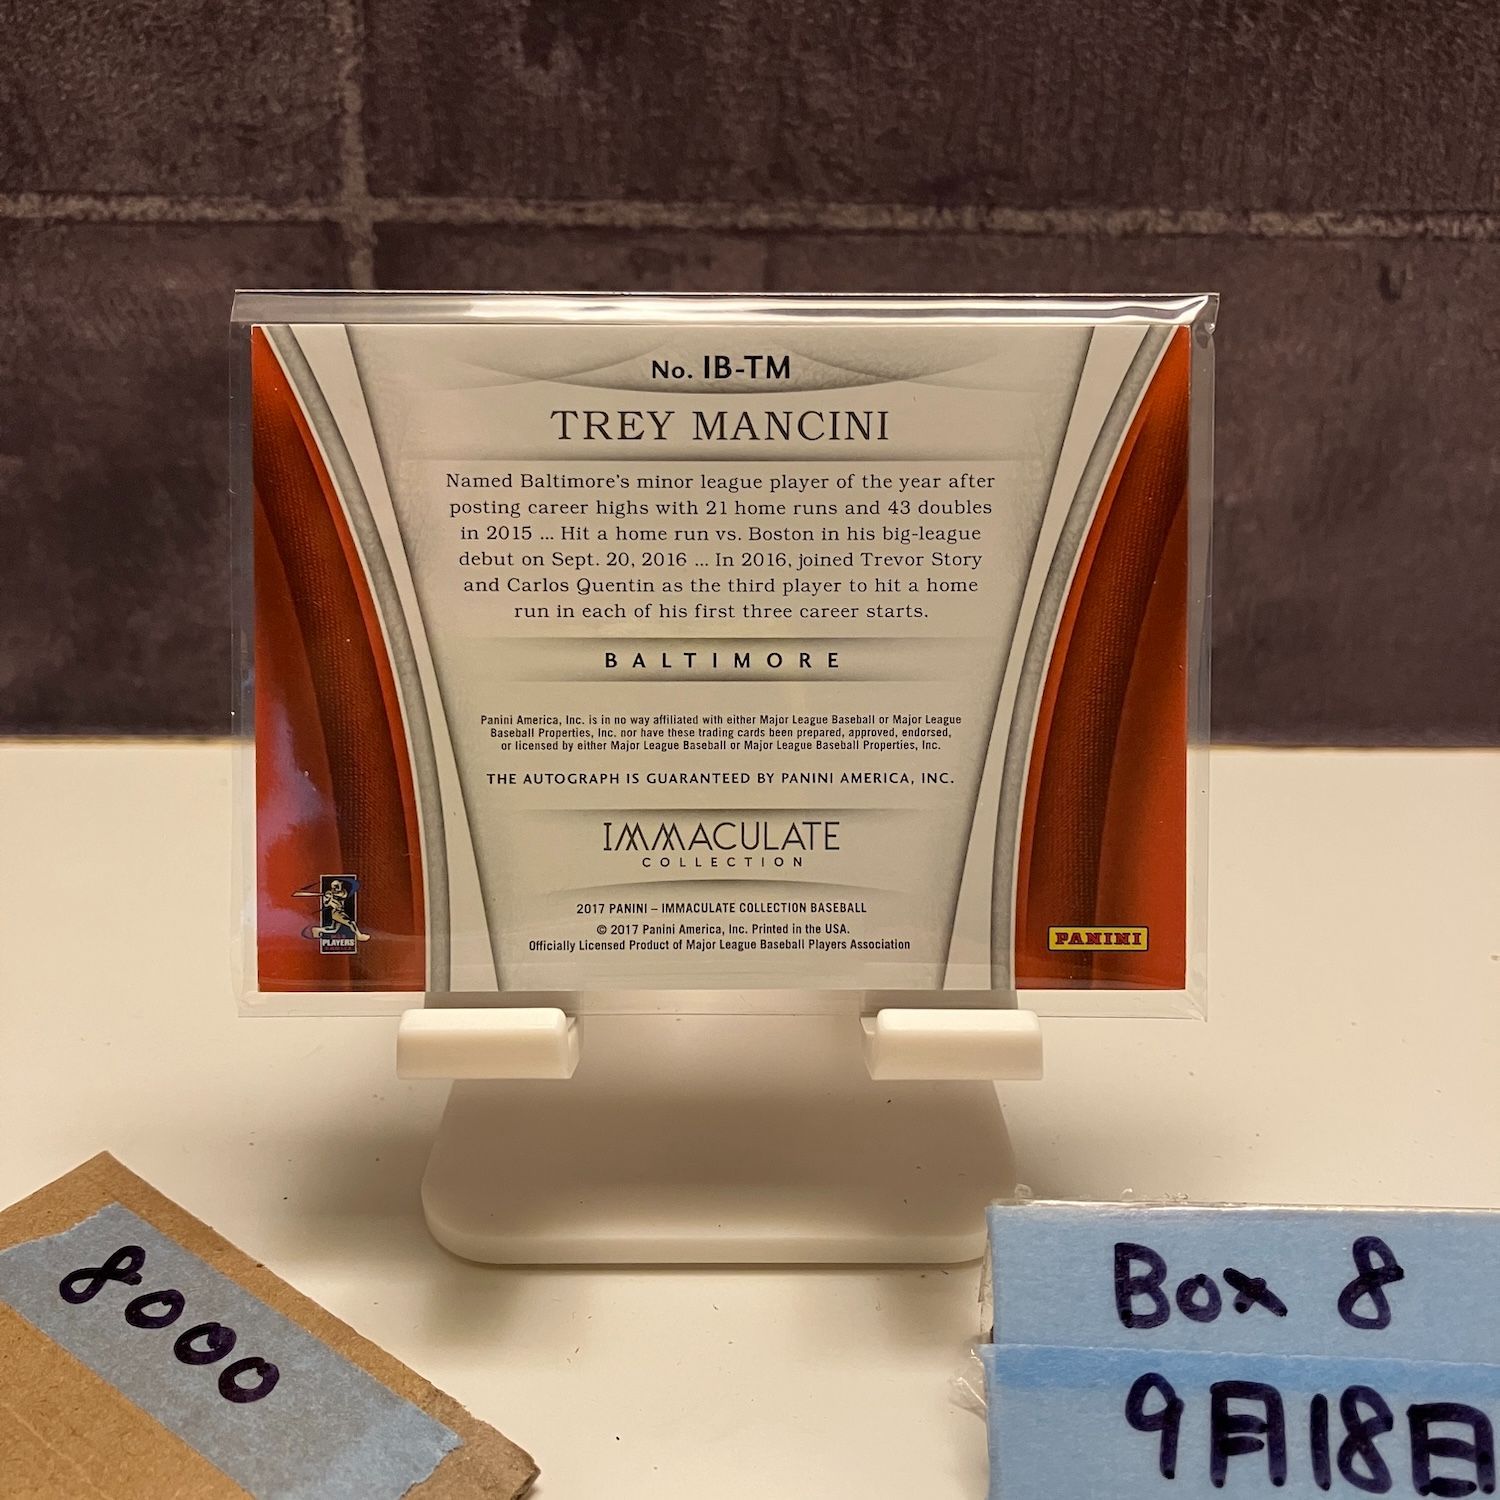 No. IB-TM
TREY MANCINI
Named Baltimore's minor league player of the year after
posting career highs with 21 home runs and 43 doubles
in 2015 ... Hit a home run vs. Boston in his big-league
debut on Sept. 20, 2016 ... In 2016, joined Trevor Story
and Carlos Quentin as the third player to hit a home
run in each of his first three career starts.
BALTIMORE
Panini America, Inc. is in no way affiliated with either Major League Baseball or Major League
Baseball Properties, Inc. nor have these trading cards been prepared, approved, endorsed,
or licensed by either Major League Baseball or Major League Baseball Properties, Inc.
THE AUTOGRAPH IS GUARANTEED BY PANINI AMERICA, INC.
IMMACULATE
COLLECTION
2017 PANINI – IMMACULATE COLLECTION BASEBALL
© 2017 Panini America, Inc. Printed in the USA.
Officially Licensed Product of Major League Baseball Players Association
PLAYERS
PANINI
8000
Box 8
9月18日